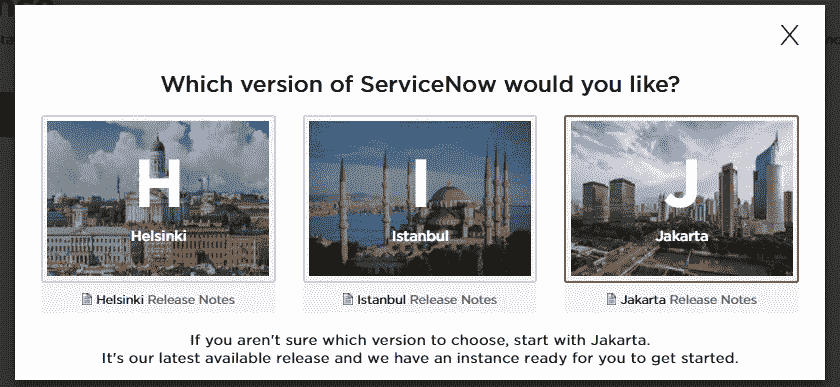 X
Which version of ServiceNow would you like?
H
Helsinki
I
Istanbul
J
Jakarta
Helsinki Release Notes
Istanbul Release Notes
Jakarta Release Notes
If you aren't sure which version to choose, start with Jakarta.
It's our latest available release and we have an instance ready for you to get started.